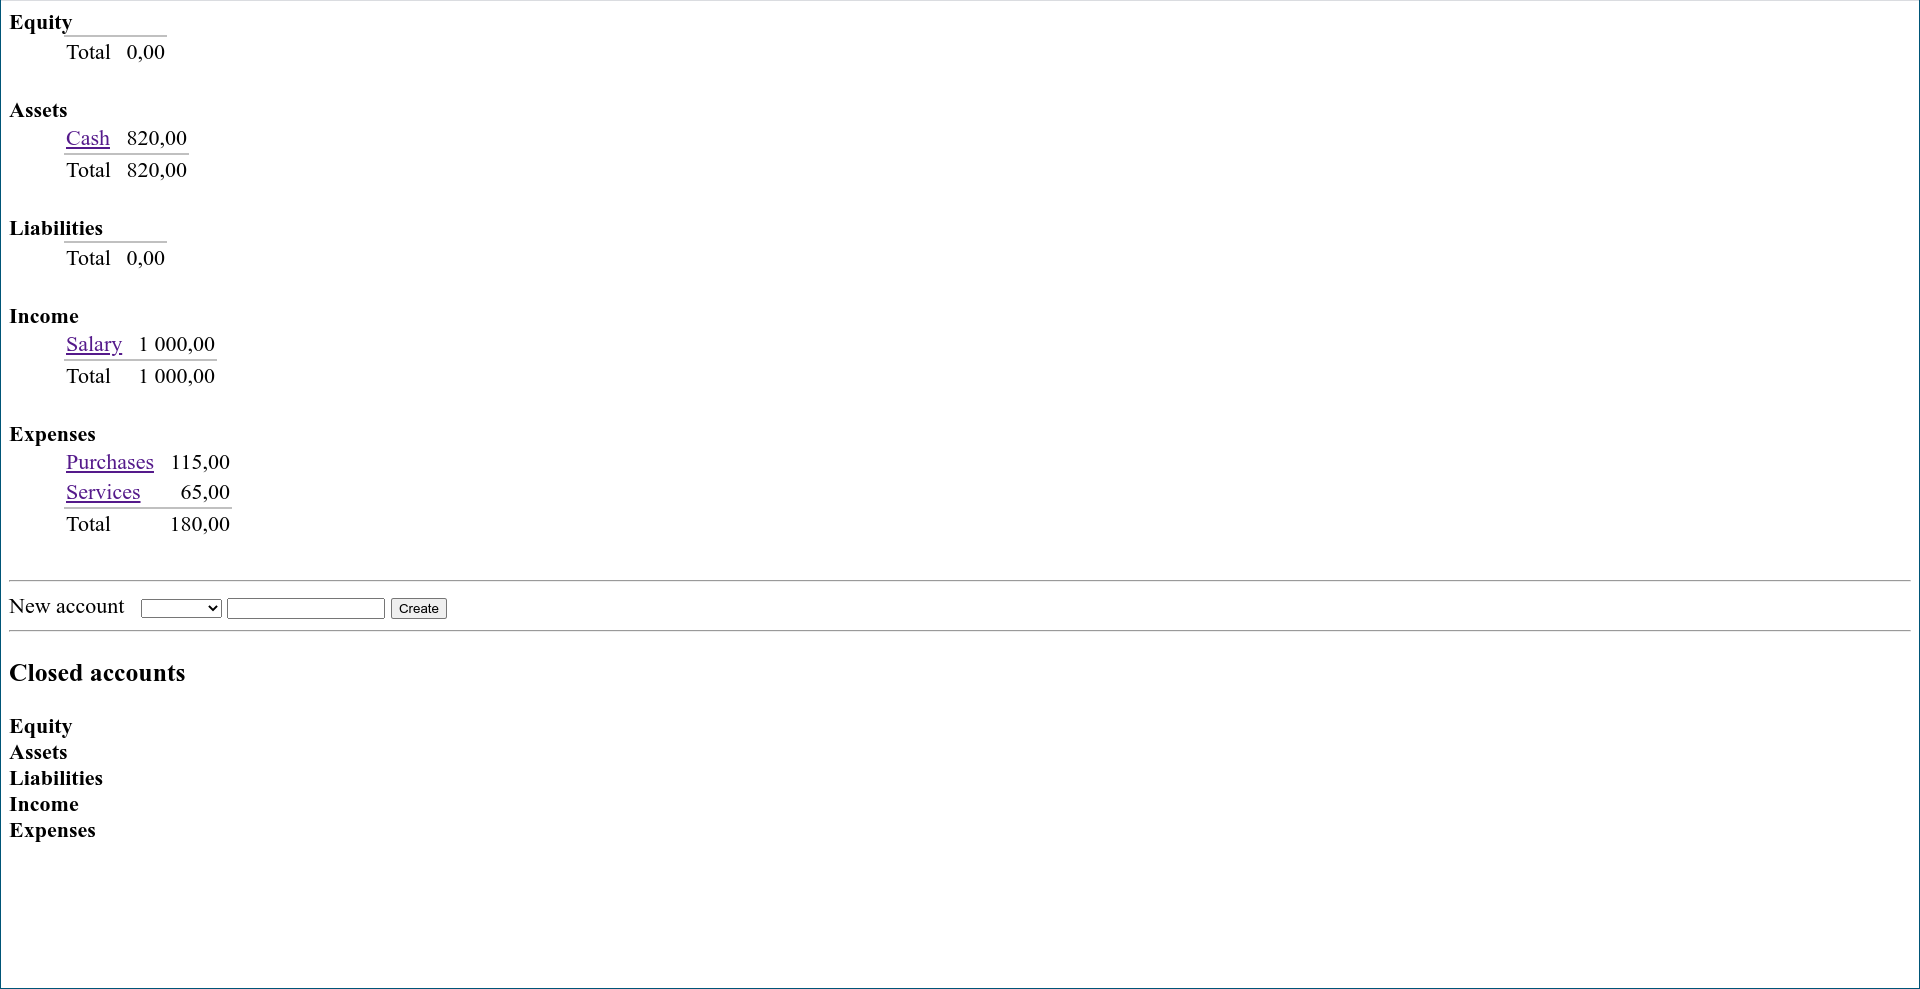 Equity
Total 0,00
Assets
Cash 820,00
Total 820,00
Liabilities
Total 0,00
Income
Salary 1 000,00
Total 1 000,00
Expenses
Purchases 115,00
Services 65,00
Total 180,00
New account Create
Closed accounts
Equity
Assets
Liabilities
Income
Expenses